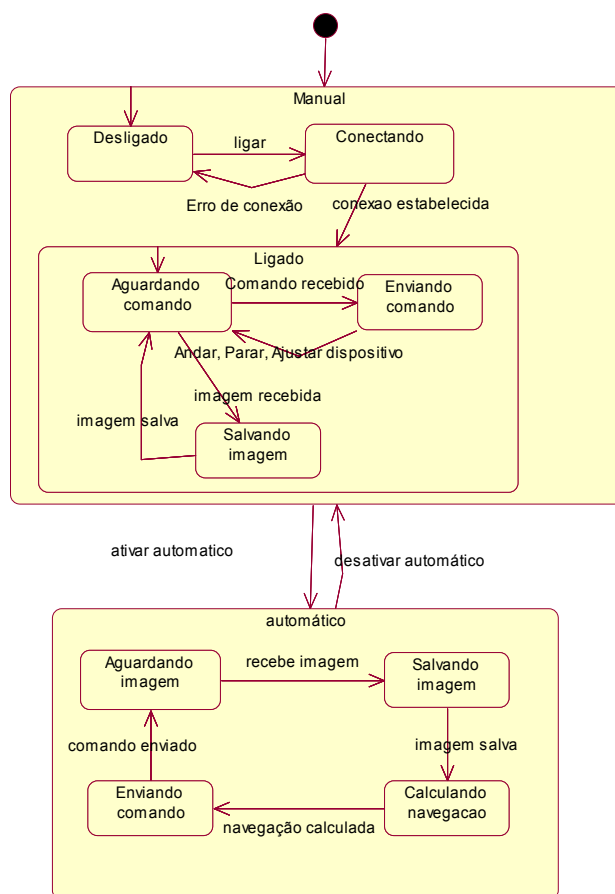 Manual
Desligado
ligar
Conectando
Erro de conexão
conexao estabelecida
Ligado
Aguardando
comando
Comando recebido
Enviando
comando
Andar, Parar, Ajustar dispositivo
imagem recebida
imagem salva
Salvando
imagem
ativar automatico
desativar automático
automático
Aguardando
imagem
recebe imagem
Salvando
imagem
comando enviado
imagem salva
Enviando
comando
navegação calculada
Calculando
navegacao